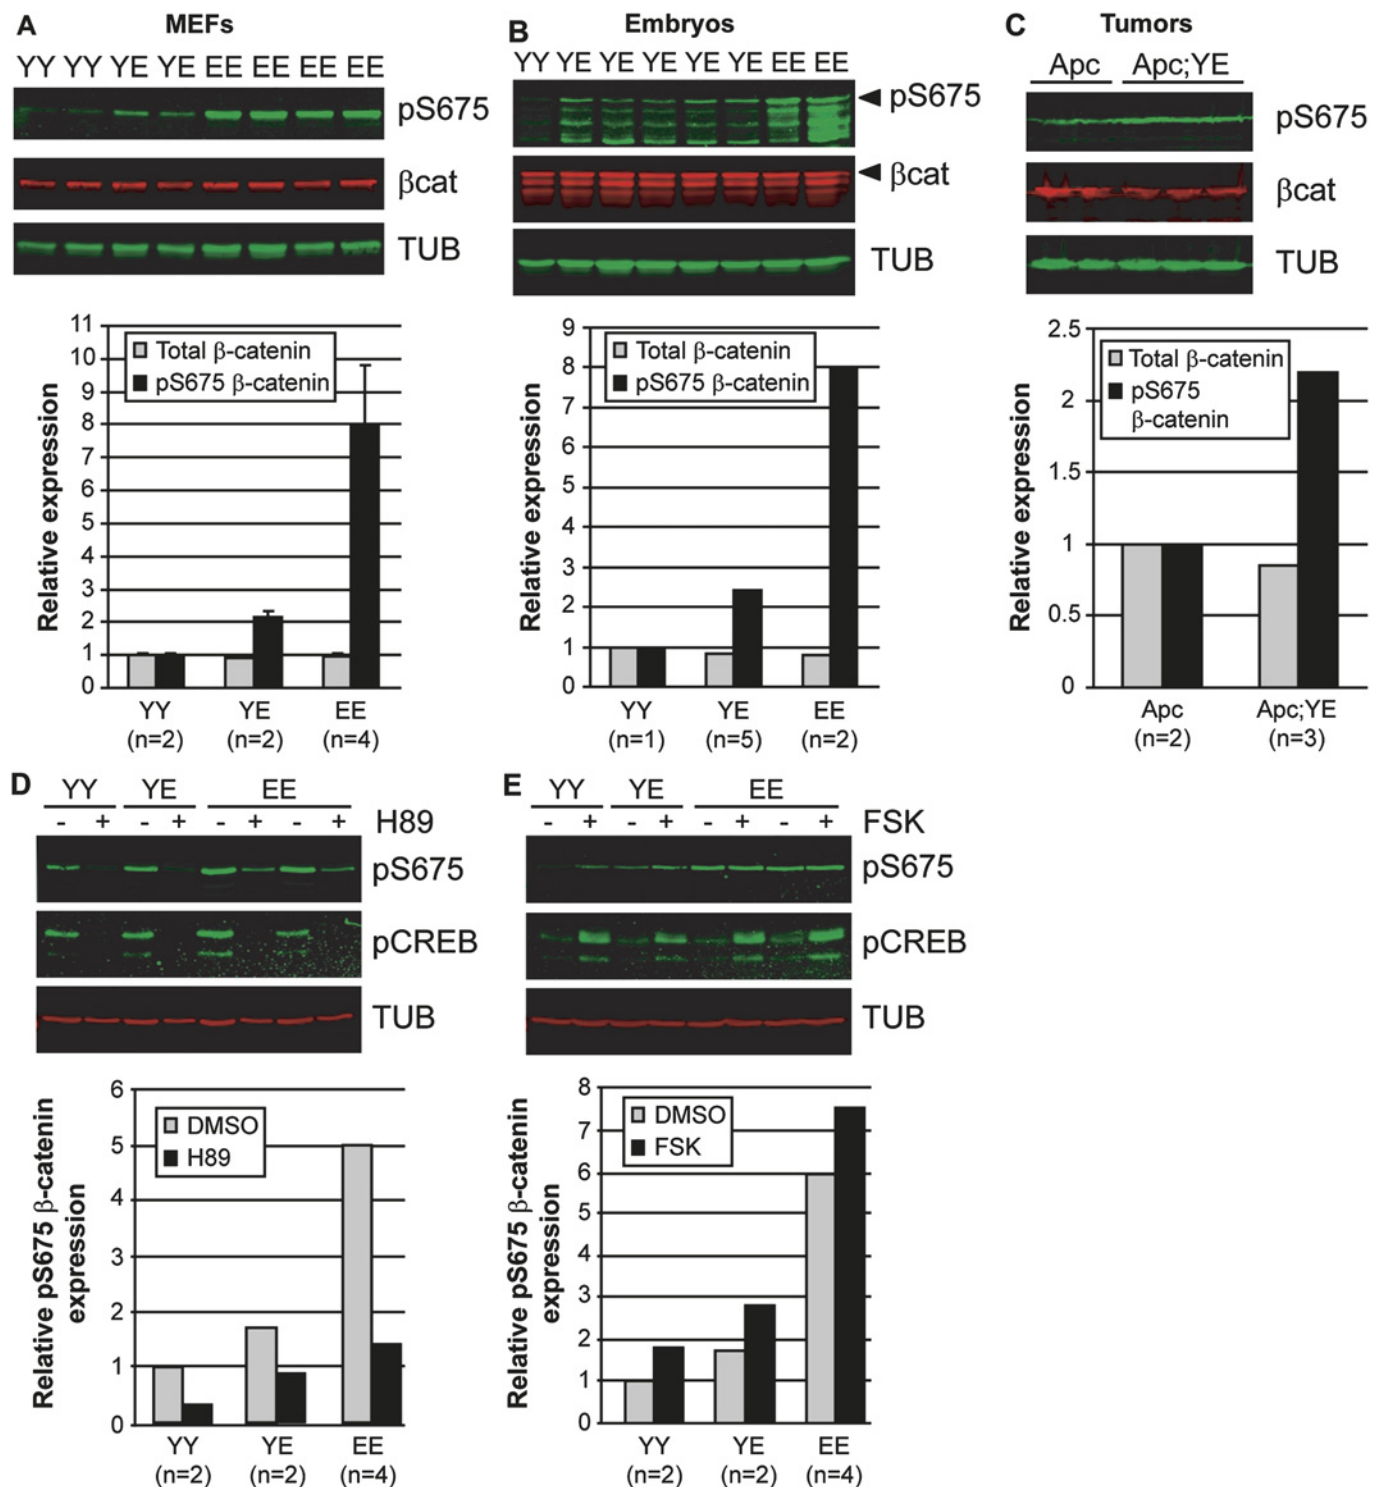 A MEFs
YY YY YE YE EE EE EE EE
pS675
βcat
TUB
11
10
9
8
7
6
5
4
3
2
1
0
Relative expression
Total β-catenin
pS675 β-catenin
YY YE EE
(n=2) (n=2) (n=4)
B Embryos
YY YE YE YE YE YE EE EE
pS675
βcat
TUB
9
8
7
6
5
4
3
2
1
0
Relative expression
Total β-catenin
pS675 β-catenin
YY YE EE
(n=1) (n=5) (n=2)
C Tumors
Apc Apc;YE
pS675
βcat
TUB
2.5
2
1.5
1
0.5
0
Relative expression
Total β-catenin
pS675
β-catenin
Apc Apc;YE
(n=2) (n=3)
D YY YE EE
- + - + - + - + H89
pS675
pCREB
TUB
6
5
4
3
2
1
0
Relative pS675 β-catenin
expression
DMSO
H89
YY YE EE
(n=2) (n=2) (n=4)
E YY YE EE
- + - + - + - + FSK
pS675
pCREB
TUB
8
7
6
5
4
3
2
1
0
Relative pS675 β-catenin
expression
DMSO
FSK
YY YE EE
(n=2) (n=2) (n=4)